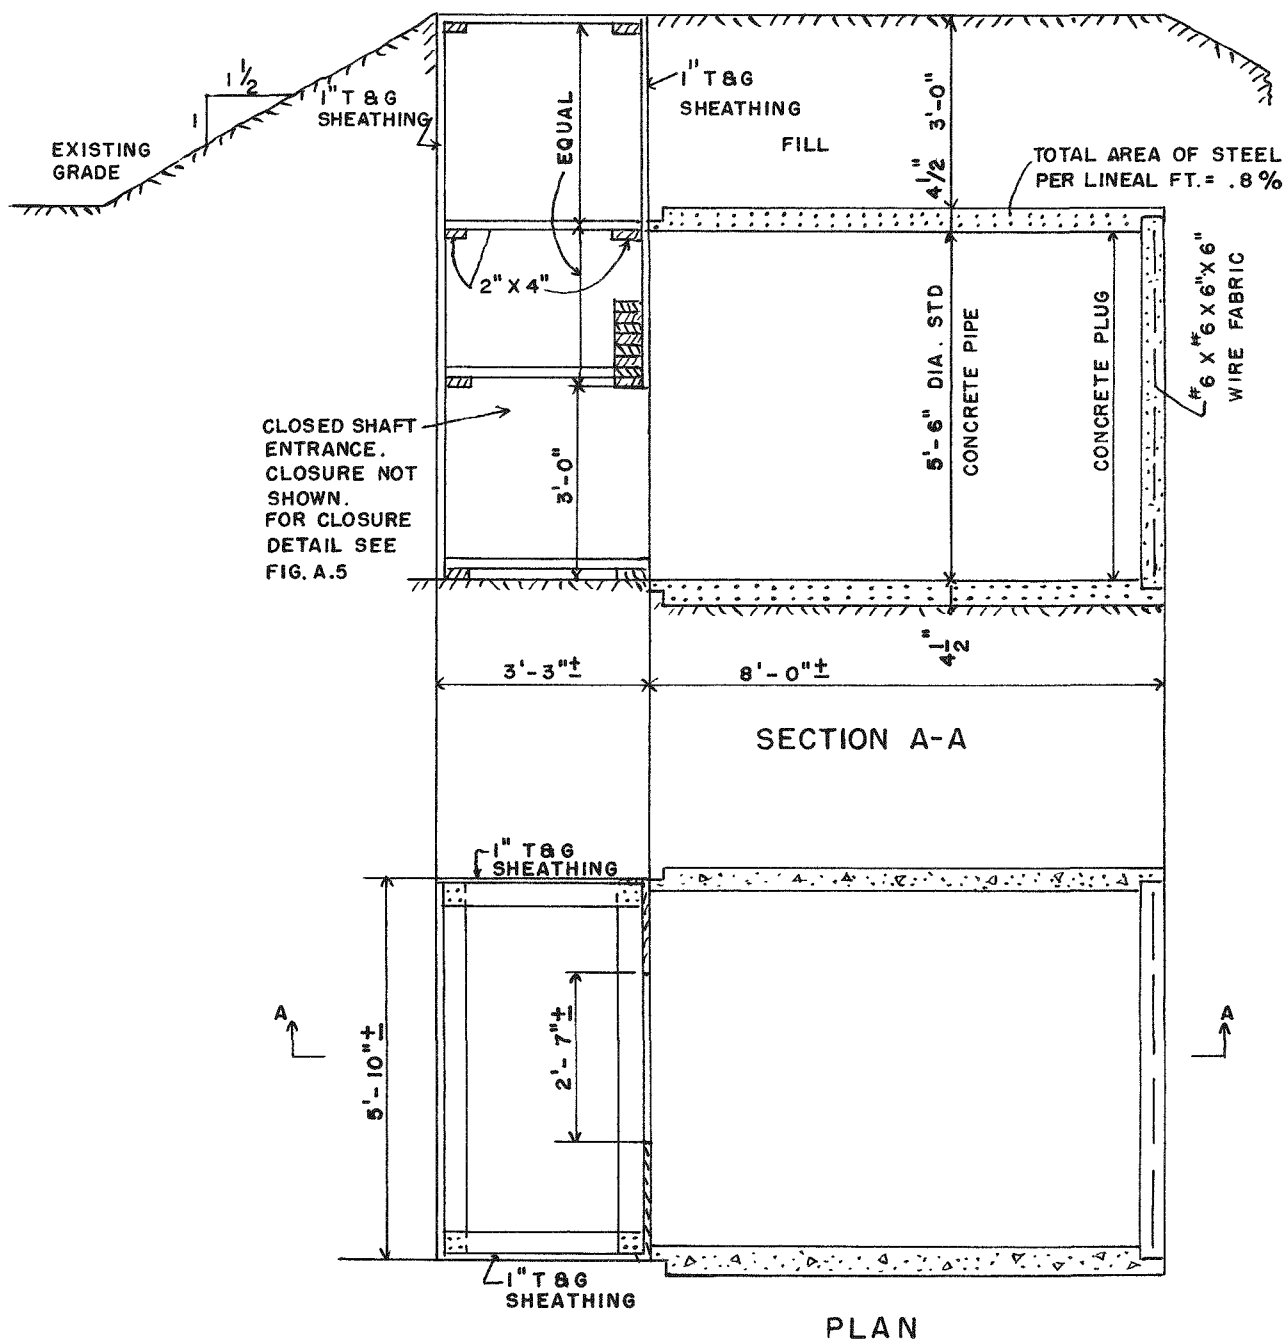 1 1/2
1
EXISTING
GRADE
1" T & G
SHEATHING
EQUAL
1" T & G
SHEATHING
FILL
3'-0"
4 1/2"
TOTAL AREA OF STEEL
PER LINEAL FT. = .8 %
2" X 4"
5'-6" DIA. STD
CONCRETE PIPE
CONCRETE PLUG
#6 X #6 X 6" X 6"
WIRE FABRIC
CLOSED SHAFT
ENTRANCE.
CLOSURE NOT
SHOWN.
FOR CLOSURE
DETAIL SEE
FIG. A.5
3'-0"
4 1/2"
3'-3" ±
8'-0" ±
SECTION A-A
1" T & G
SHEATHING
A
5'-10" ±
2'-7" ±
A
1" T & G
SHEATHING
PLAN